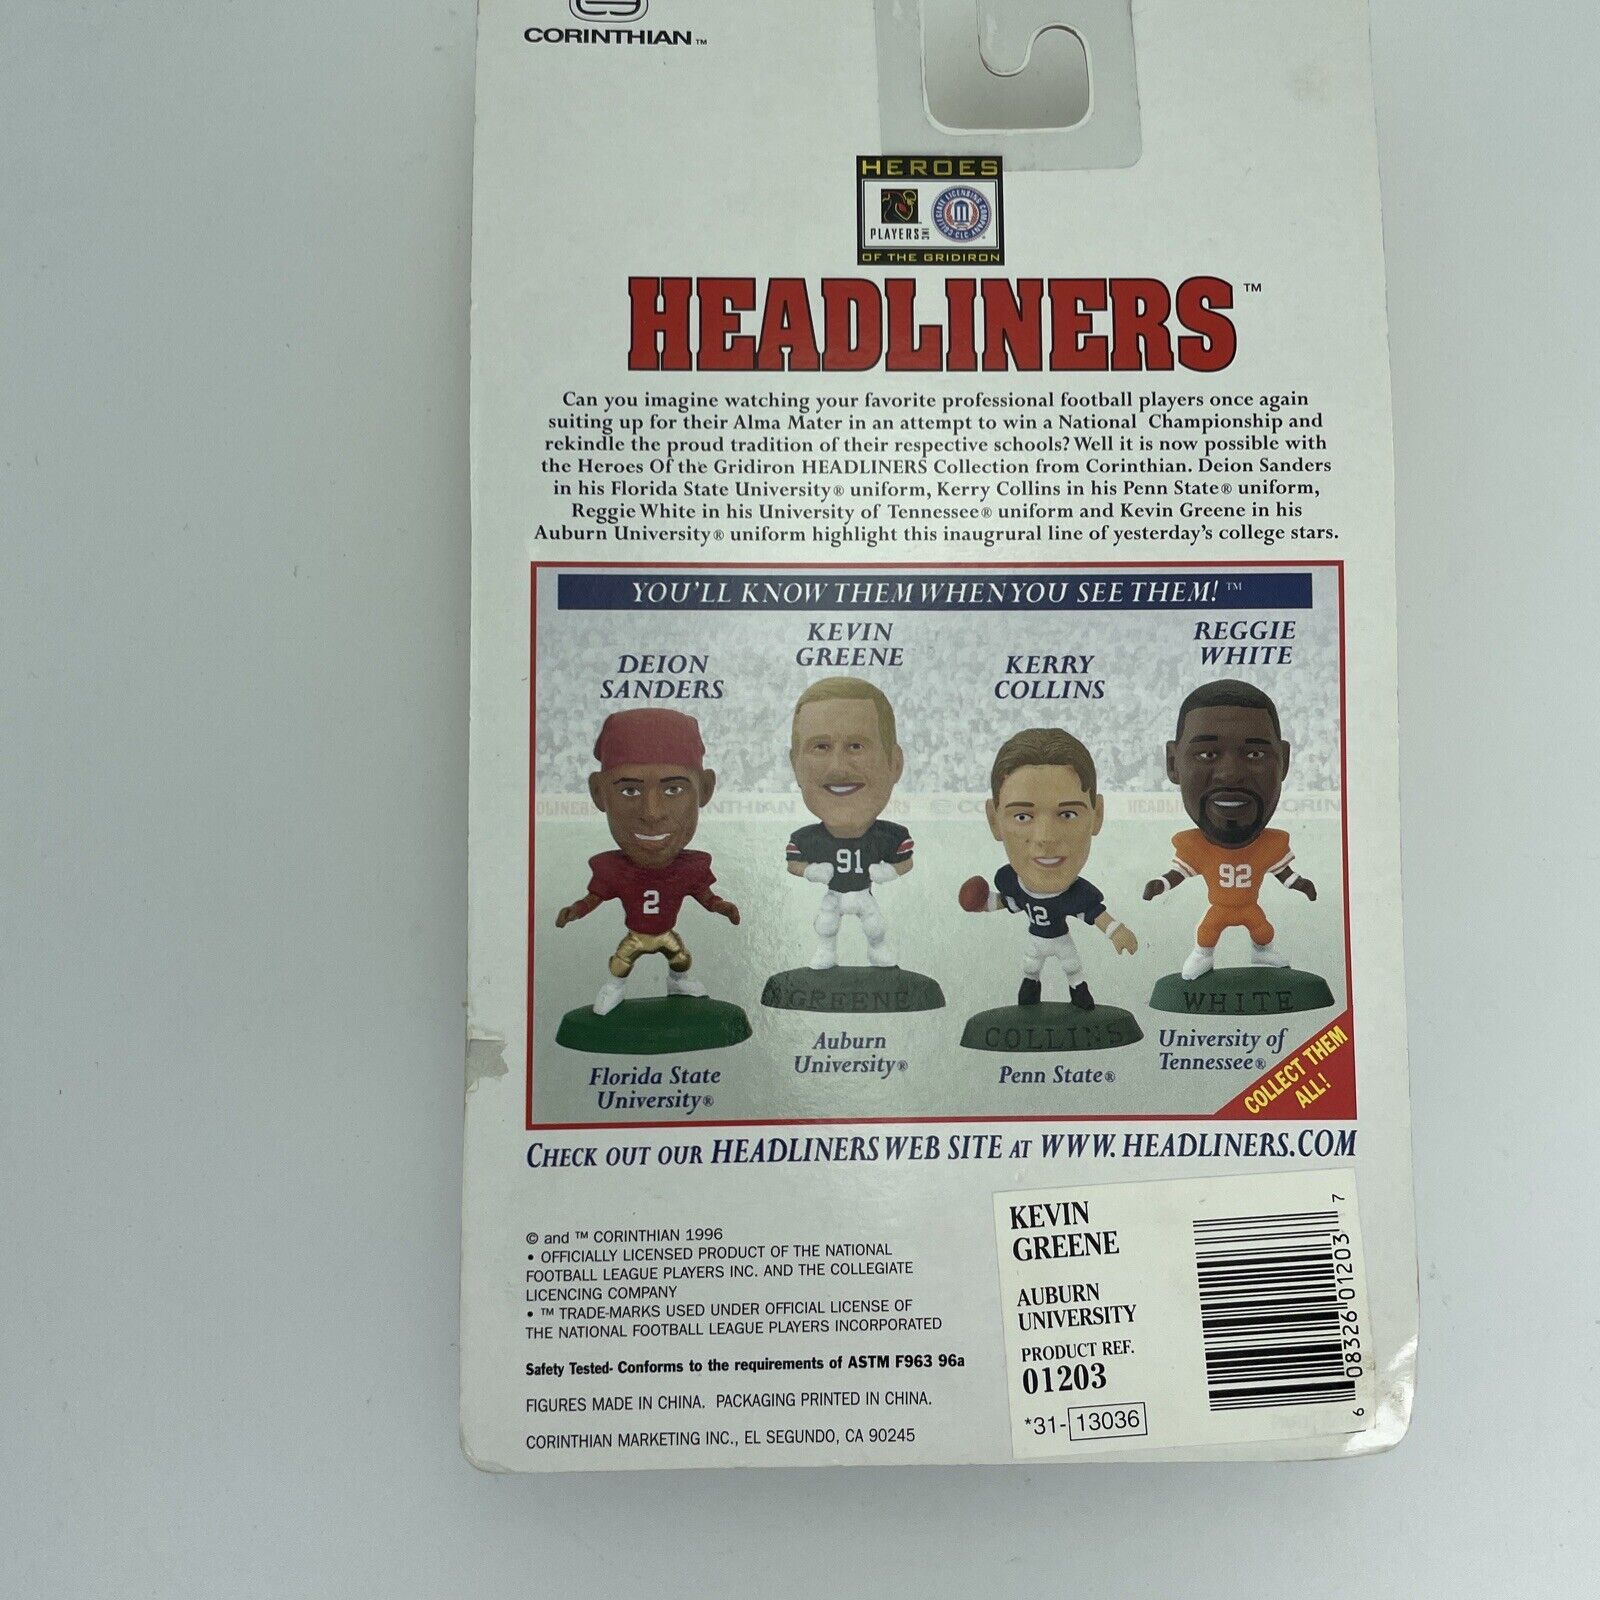 CORINTHIAN™
HEROES
PLAYERS INC
COLLEGIATE LICENSING COMPANY CLC
OF THE GRIDIRON
HEADLINERS™
Can you imagine watching your favorite professional football players once again
suiting up for their Alma Mater in an attempt to win a National Championship and
rekindle the proud tradition of their respective schools? Well it is now possible with
the Heroes Of the Gridiron HEADLINERS Collection from Corinthian. Deion Sanders
in his Florida State University® uniform, Kerry Collins in his Penn State® uniform,
Reggie White in his University of Tennessee® uniform and Kevin Greene in his
Auburn University® uniform highlight this inaugrural line of yesterday's college stars.
YOU'LL KNOW THEM WHEN YOU SEE THEM!™
DEION
SANDERS
KEVIN
GREENE
KERRY
COLLINS
REGGIE
WHITE
2
91
12
92
GREENE
COLLINS
WHITE
Florida State
University®
Auburn
University®
Penn State®
University of
Tennessee®
COLLECT THEM
ALL!
CHECK OUT OUR HEADLINERS WEB SITE AT WWW.HEADLINERS.COM
© and ™ CORINTHIAN 1996
• OFFICIALLY LICENSED PRODUCT OF THE NATIONAL
FOOTBALL LEAGUE PLAYERS INC. AND THE COLLEGIATE
LICENCING COMPANY
• ™ TRADE-MARKS USED UNDER OFFICIAL LICENSE OF
THE NATIONAL FOOTBALL LEAGUE PLAYERS INCORPORATED
Safety Tested- Conforms to the requirements of ASTM F963 96a
FIGURES MADE IN CHINA. PACKAGING PRINTED IN CHINA.
CORINTHIAN MARKETING INC., EL SEGUNDO, CA 90245
KEVIN
GREENE
AUBURN
UNIVERSITY
PRODUCT REF.
01203
*31-13036
6 08326 01203 7